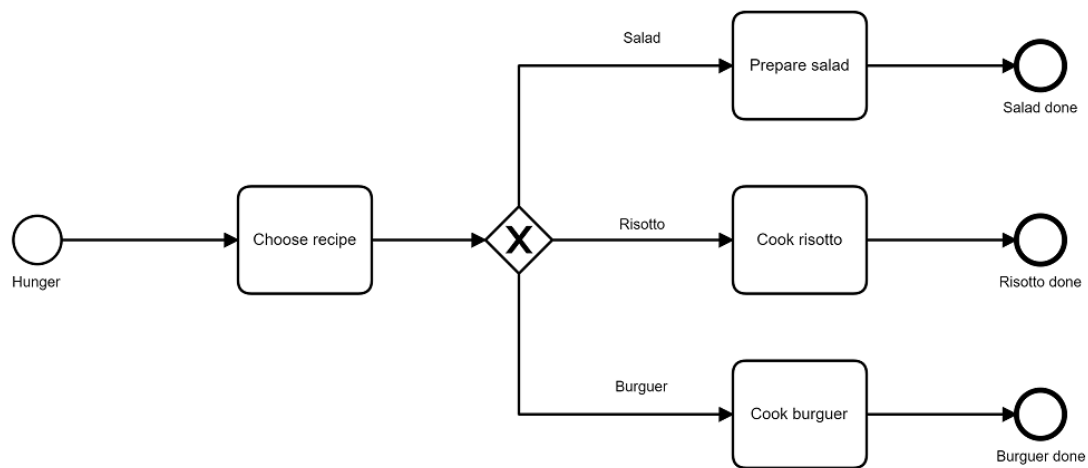 Salad
Prepare salad
Salad done
Hunger
Choose recipe
X
Risotto
Cook risotto
Risotto done
Burguer
Cook burguer
Burguer done